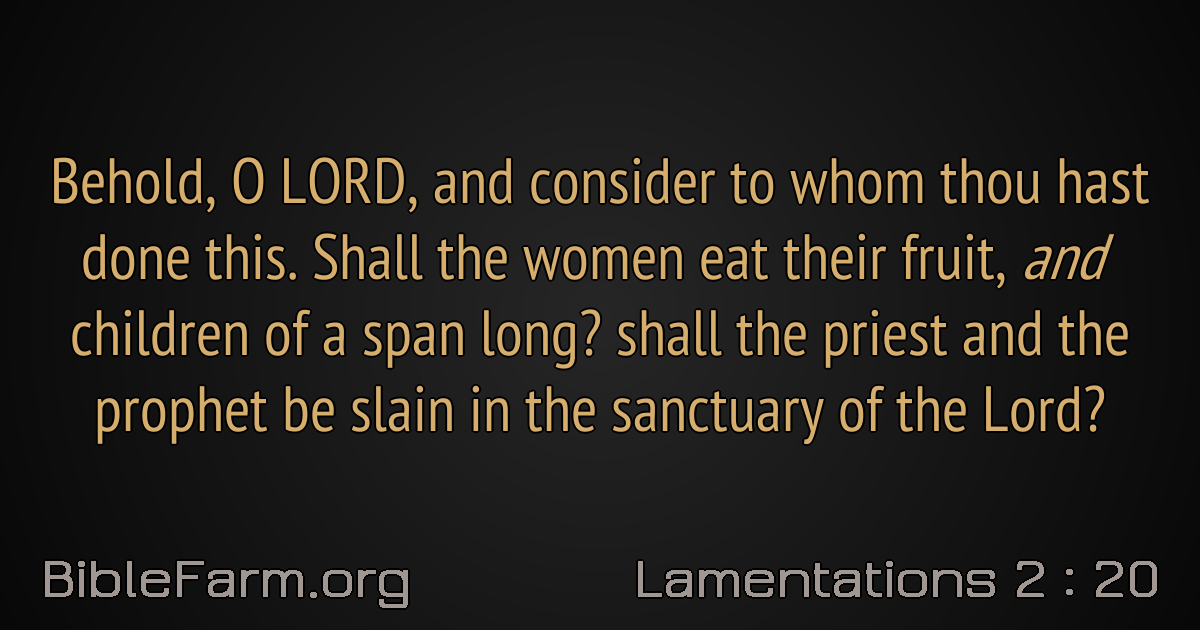 Behold, O LORD, and consider to whom thou hast
done this. Shall the women eat their fruit, and
children of a span long? shall the priest and the
prophet be slain in the sanctuary of the Lord?
BibleFarm.org
Lamentations 2 : 20